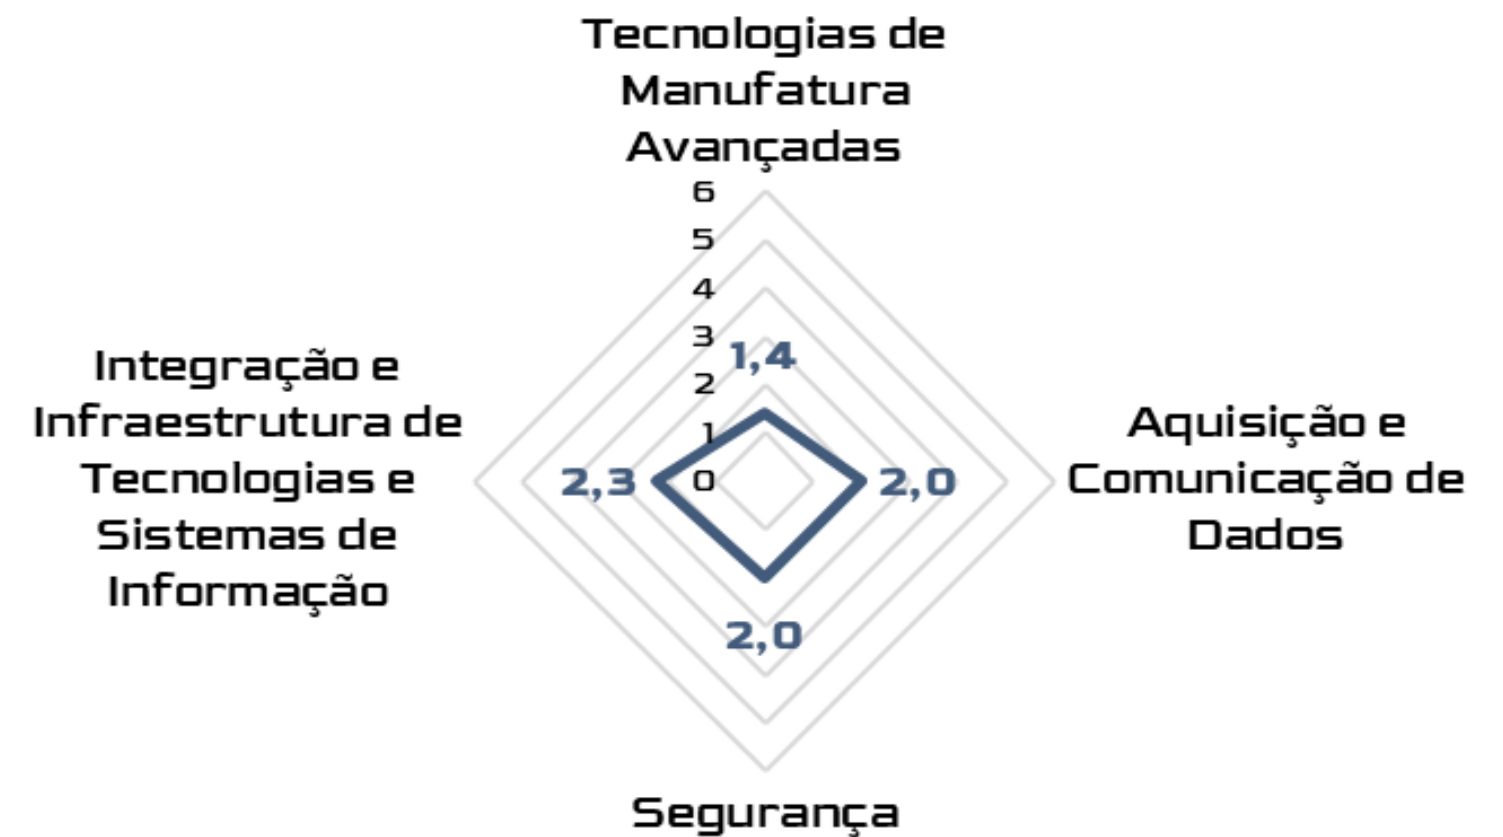 Tecnologias de
Manufatura
Avançadas
6
5
4
3
1,4
2
1
0
Integração e
Infraestrutura de
Tecnologias e
Sistemas de
Informação
2,3
2,0
Aquisição e
Comunicação de
Dados
2,0
Segurança